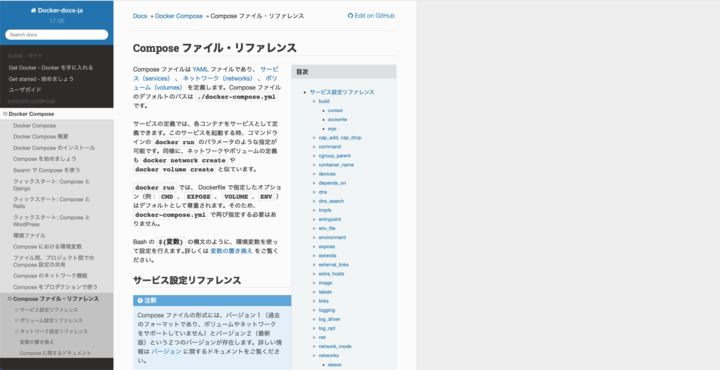 Docker-docs-ja
17.06
Search docs
Get Docker - Docker を手に入れる
Get started - 始めましょう
ユーザガイド
DOCKER COMPOSE
Docker Compose
Docker Compose
Docker Compose 概要
Docker Compose のインストール
Compose を始めましょう
Swarm で Compose を使う
クィックスタート: Compose と
Django
クィックスタート: Compose と
Rails
クィックスタート: Compose と
WordPress
環境ファイル
Compose における環境変数
ファイル間、プロジェクト間での
Compose 設定の共有
Compose のネットワーク機能
Compose をプロダクションで使う
Compose ファイル・リファレンス
サービス設定リファレンス
ボリューム設定リファレンス
ネットワーク設定リファレンス
変数の置き換え
Compose に関するドキュメント
Docs » Docker Compose » Compose ファイル・リファレンス
Edit on GitHub
Compose ファイル・リファレンス
Compose ファイルは YAML ファイルであり、 サービ
ス（services） 、 ネットワーク（networks） 、 ボリ
ューム（volumes） を定義します。Compose ファイル
のデフォルトのパスは ./docker-compose.yml
です。
サービスの定義では、各コンテナをサービスとして定
義できます。このサービスを起動する時、コマンドラ
インの docker run のパラメータのような指定が
可能です。同様に、ネットワークやボリュームの定義
も docker network create や
docker volume create と似ています。
docker run では、 Dockerfile で指定したオプショ
ン（例： CMD 、 EXPOSE 、 VOLUME 、 ENV ）
はデフォルトとして尊重されます。そのため、
docker-compose.yml で再び指定する必要はあ
りません。
Bash の ${変数} の構文のように、環境変数を使っ
て設定を行えます。詳しくは 変数の置き換え をご覧く
ださい。
サービス設定リファレンス
注釈
Compose ファイルの形式には、バージョン１（過去
のフォーマットであり、ボリュームやネットワーク
をサポートしていません）とバージョン２（最新
版）という２つのバージョンが存在します。詳しい情
報は バージョン に関するドキュメントをご覧くださ
い。
目次
サービス設定リファレンス
build
context
dockerfile
args
cap_add, cap_drop
command
cgroup_parent
container_name
devices
depends_on
dns
dns_search
tmpfs
entrypoint
env_file
environment
expose
extends
external_links
extra_hosts
image
labels
links
logging
log_driver
log_opt
net
network_mode
networks
aliases